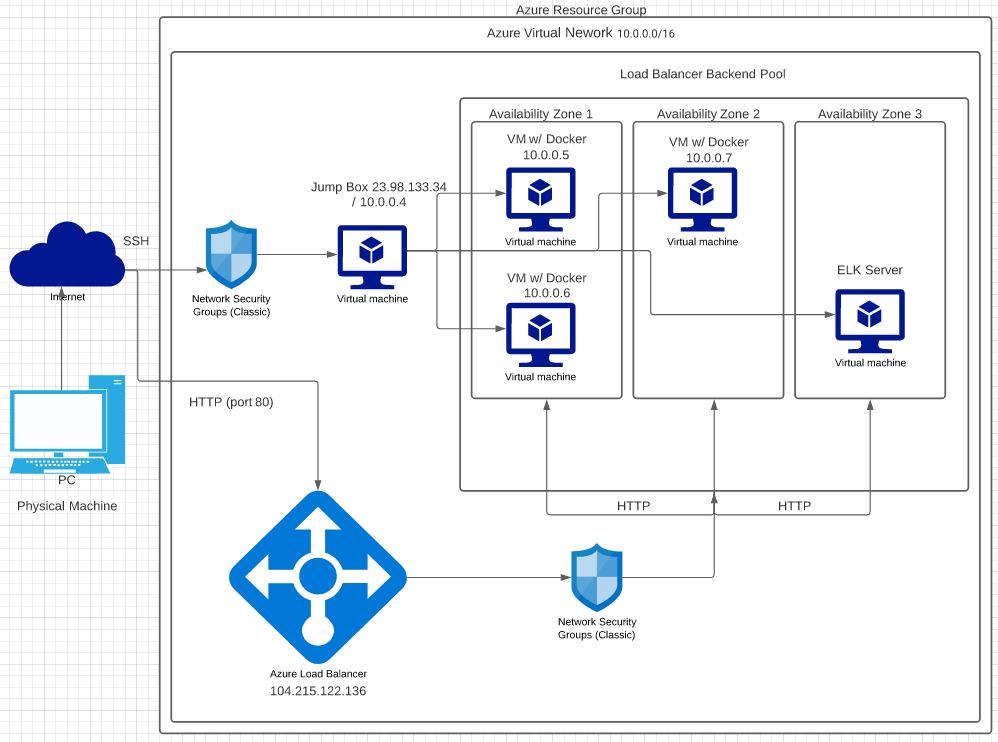 Azure Resource Group
Azure Virtual Nework 10.0.0.0/16
Load Balancer Backend Pool
Availability Zone 1
Availability Zone 2
Availability Zone 3
VM w/ Docker
10.0.0.5
Virtual machine
VM w/ Docker
10.0.0.7
Virtual machine
Jump Box 23.98.133.34
/ 10.0.0.4
Virtual machine
SSH
Internet
Network Security
Groups (Classic)
VM w/ Docker
10.0.0.6
Virtual machine
ELK Server
Virtual machine
HTTP (port 80)
PC
Physical Machine
HTTP
HTTP
Network Security
Groups (Classic)
Azure Load Balancer
104.215.122.136